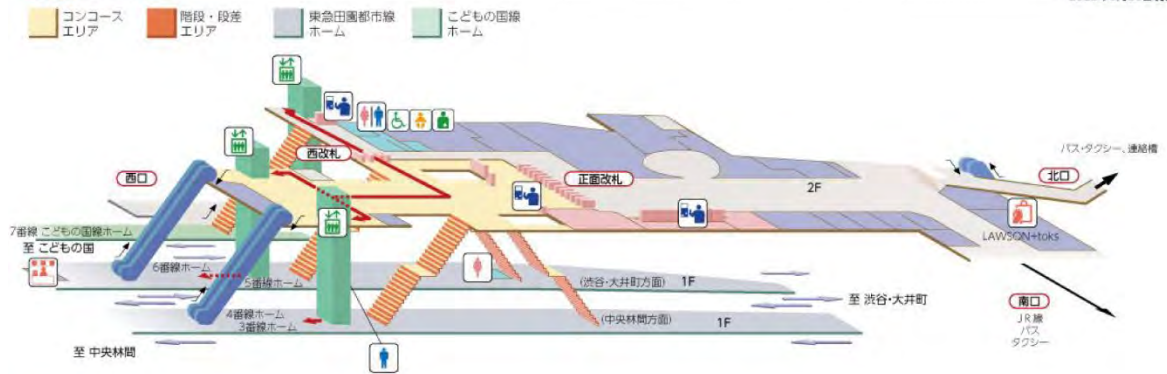 コンコース
エリア
階段・段差
エリア
東急田園都市線
ホーム
こどもの国線
ホーム
西改札
西口
正面改札
2F
バス・タクシー、連絡橋
北口
LAWSON+toks
7番線 こどもの国線ホーム
至 こどもの国
6番線ホーム
5番線ホーム
(渋谷・大井町方面) 1F
至 渋谷・大井町
南口
JR線
バス
タクシー
4番線ホーム
3番線ホーム
(中央林間方面) 1F
至 中央林間